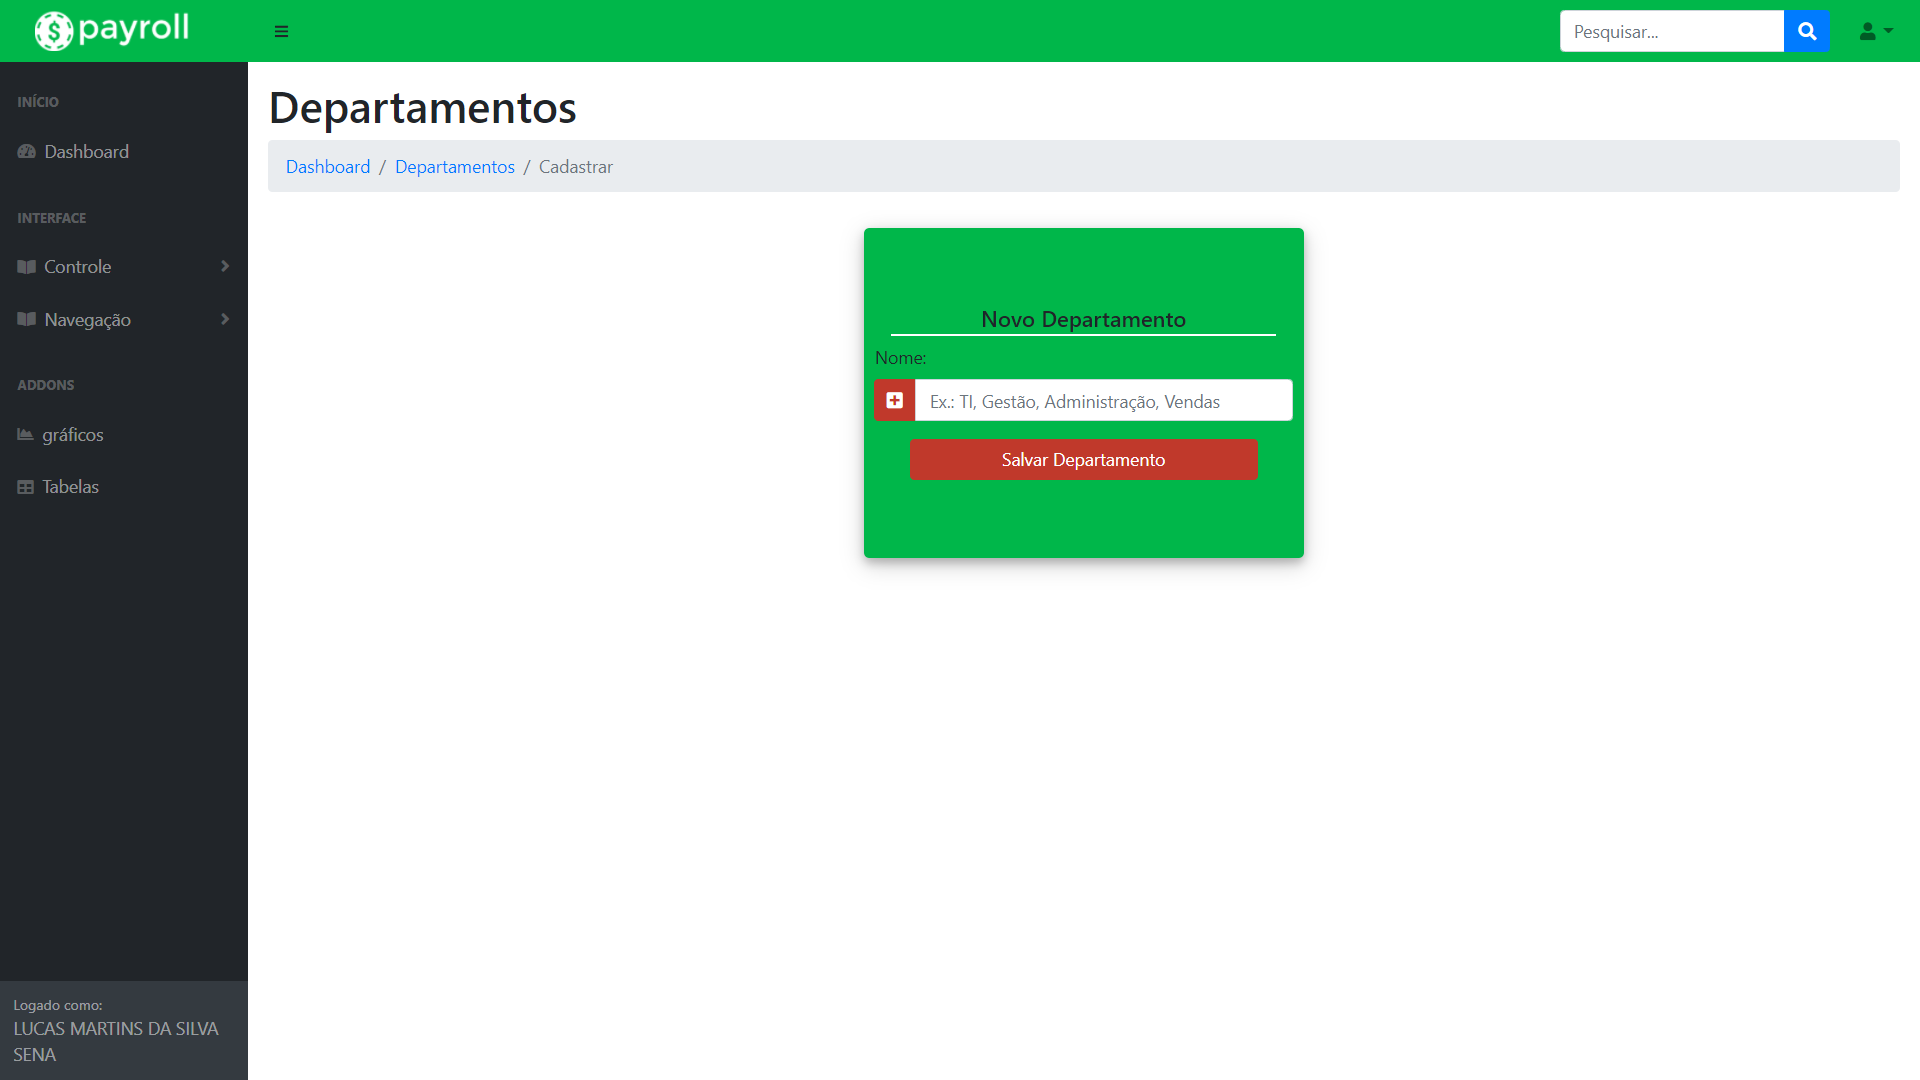 payroll
Pesquisar...
INÍCIO
Dashboard
INTERFACE
Controle
Navegação
ADDONS
gráficos
Tabelas
Logado como:
LUCAS MARTINS DA SILVA
SENA
Departamentos
Dashboard / Departamentos / Cadastrar
Novo Departamento
Nome:
Ex.: TI, Gestão, Administração, Vendas
Salvar Departamento